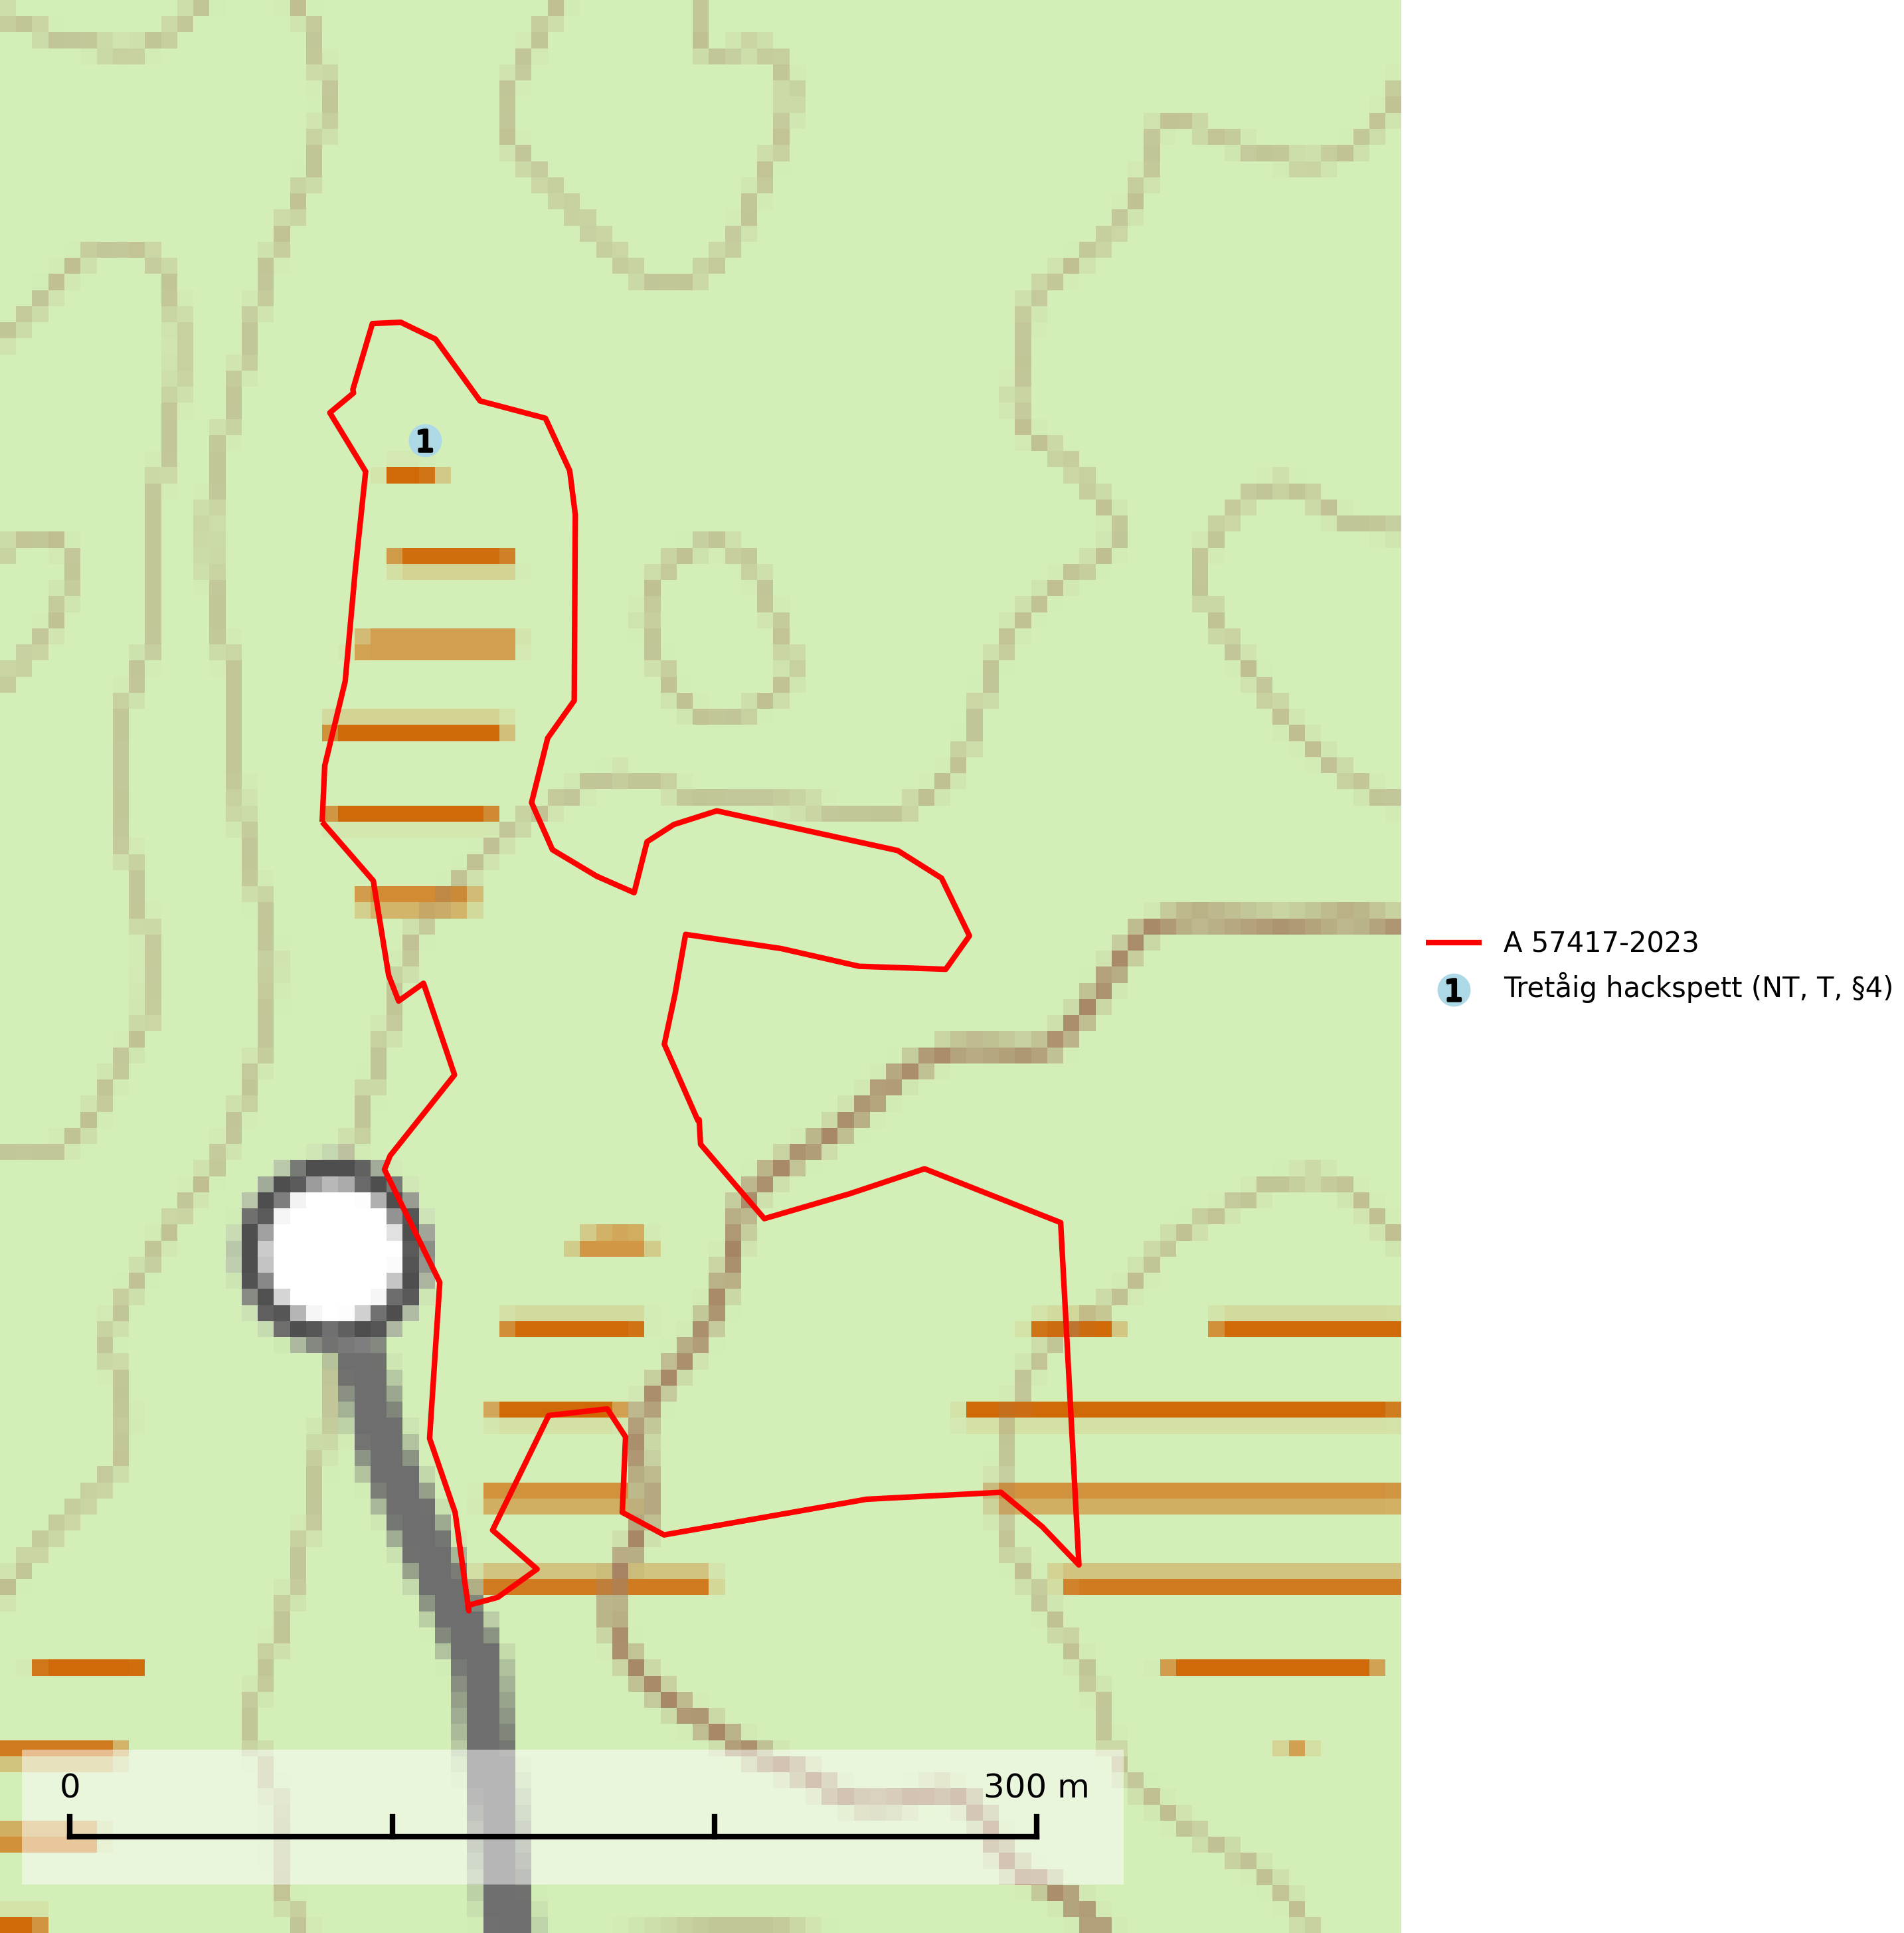 1
A 57417-2023
1 Tretåig hackspett (NT, T, §4)
0 300 m